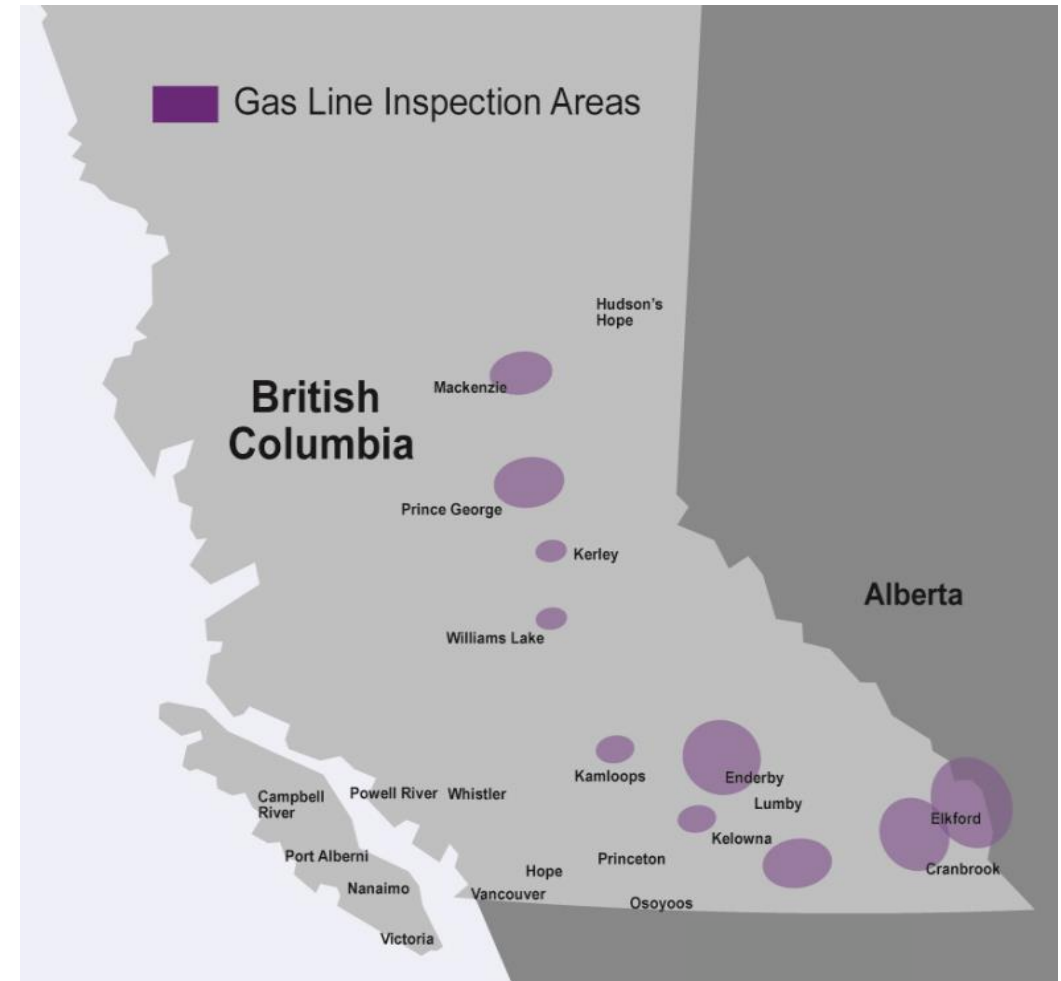 Gas Line Inspection Areas
Hudson's
Hope
Mackenzie
British
Columbia
Prince George
Kerley
Alberta
Williams Lake
Kamloops
Enderby
Campbell
River
Powell River
Whistler
Lumby
Elkford
Kelowna
Port Alberni
Princeton
Hope
Cranbrook
Nanaimo
Vancouver
Osoyoos
Victoria